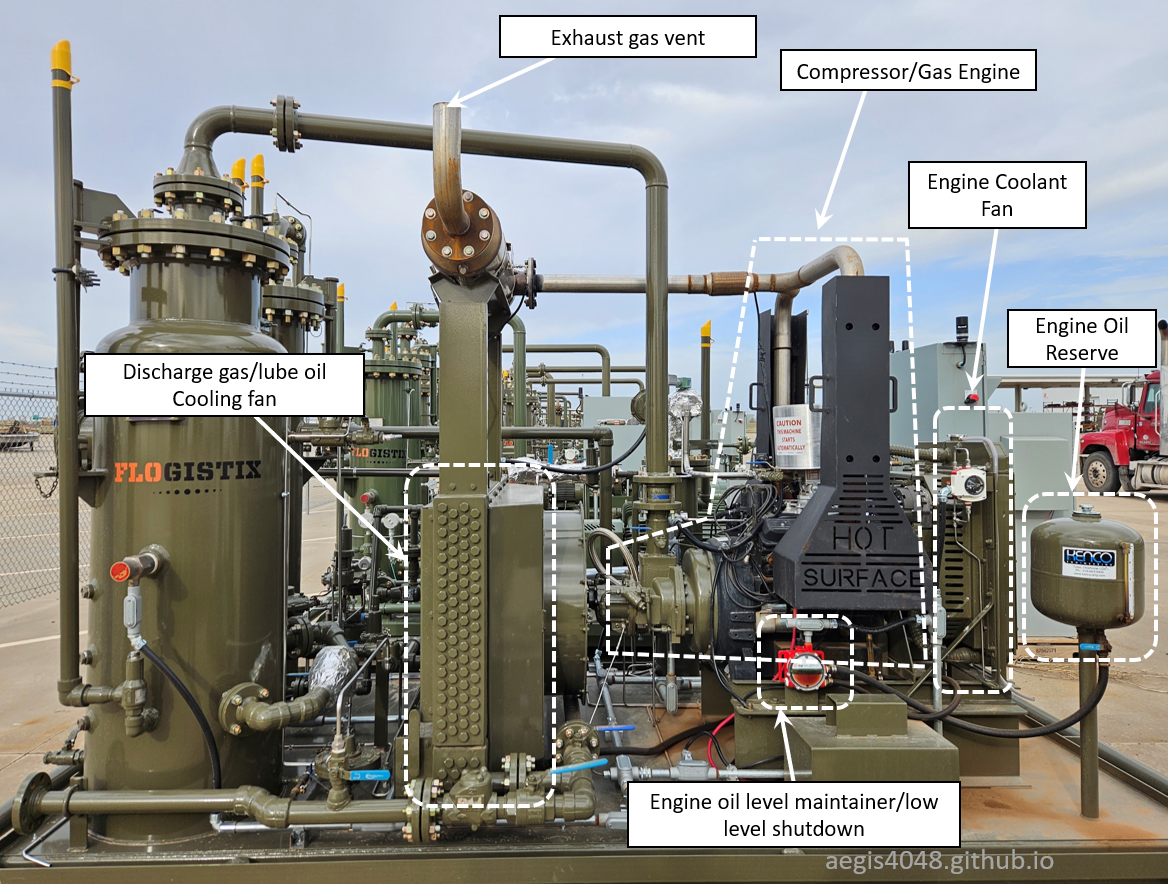 Exhaust gas vent
Compressor/Gas Engine
Engine Coolant
Fan
Engine Oil
Reserve
Discharge gas/lube oil
Cooling fan
FLOGISTIX
FLOGISTIX
CAUTION
THIS MACHINE
STARTS
AUTOMATICALLY
HOT
SURFACE
KENCO
Engine oil level maintainer/low
level shutdown
aegis4048.github.io